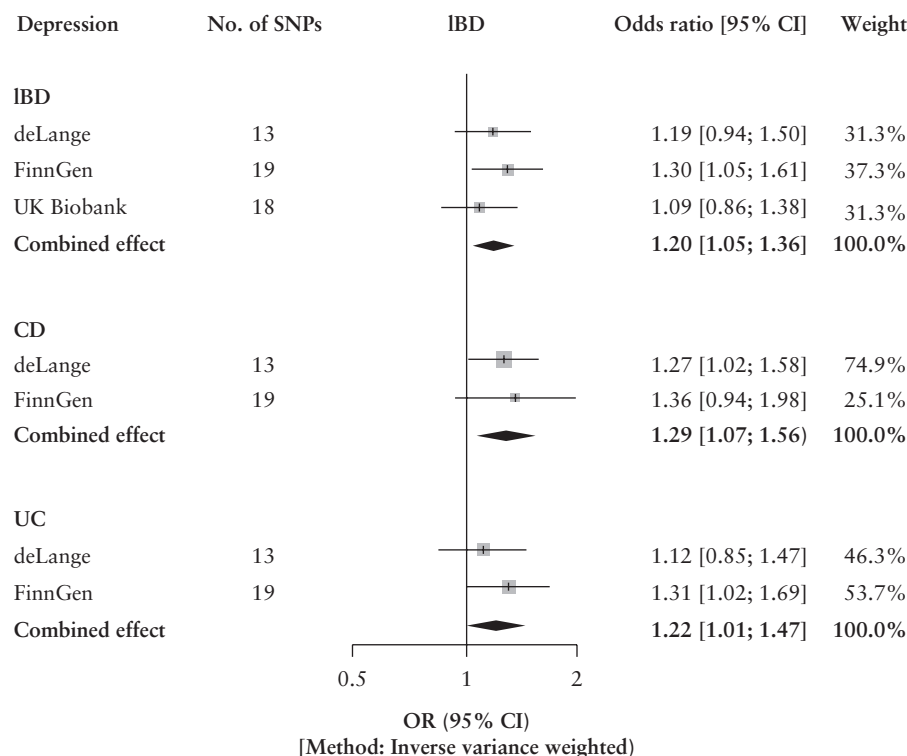 Depression No. of SNPs lBD Odds ratio [95% CI] Weight
lBD
deLange 13 1.19 [0.94; 1.50] 31.3%
FinnGen 19 1.30 [1.05; 1.61] 37.3%
UK Biobank 18 1.09 [0.86; 1.38] 31.3%
Combined effect 1.20 [1.05; 1.36] 100.0%
CD
deLange 13 1.27 [1.02; 1.58] 74.9%
FinnGen 19 1.36 [0.94; 1.98] 25.1%
Combined effect 1.29 [1.07; 1.56) 100.0%
UC
deLange 13 1.12 [0.85; 1.47] 46.3%
FinnGen 19 1.31 [1.02; 1.69] 53.7%
Combined effect 1.22 [1.01; 1.47] 100.0%
0.5 1 2
OR (95% CI)
[Method: Inverse variance weighted)